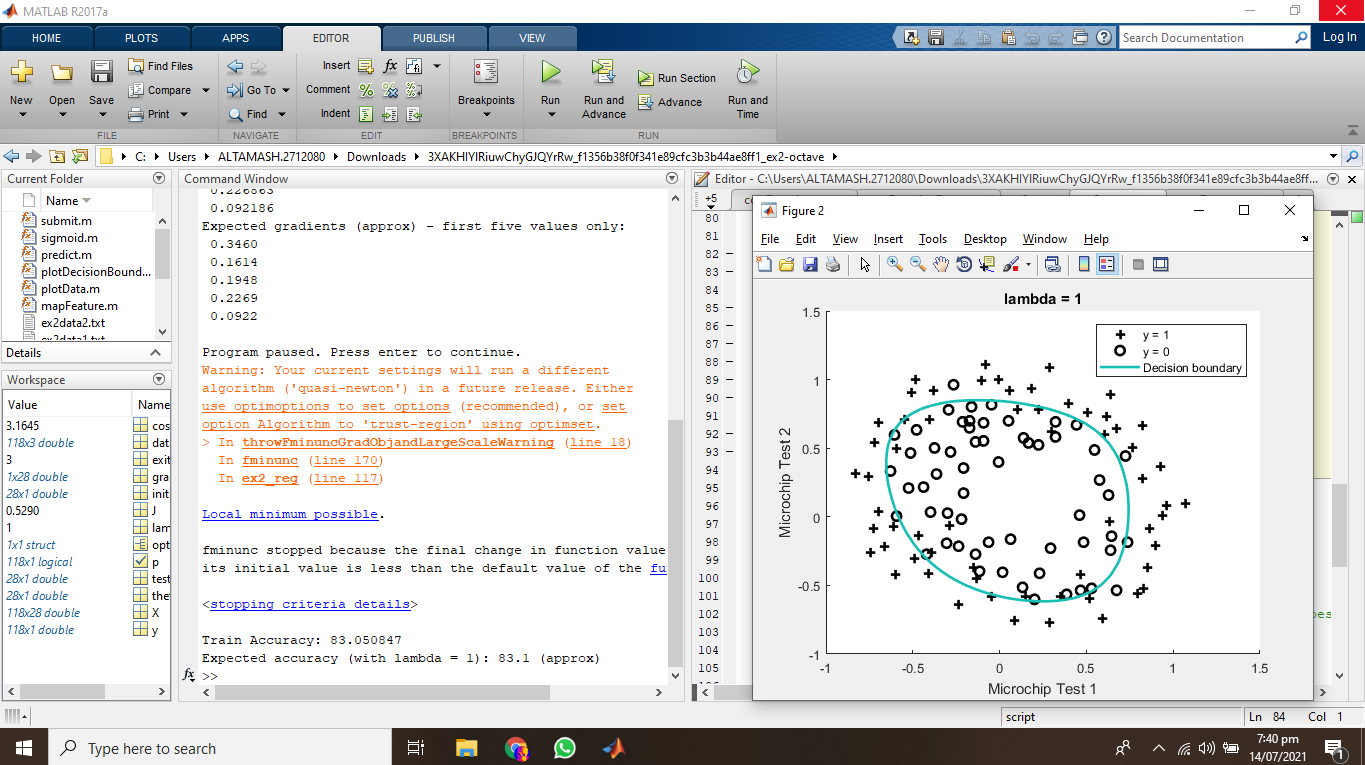 MATLAB R2017a
HOME PLOTS APPS EDITOR PUBLISH VIEW
Search Documentation
Log In
New Open Save
Find Files
Compare
Print
FILE
Go To
Find
NAVIGATE
Insert fx
Comment
Indent
EDIT
Breakpoints
BREAKPOINTS
Run
Run and Advance
Run Section
Advance
Run and Time
RUN
C: Users ALTAMASH.2712080 Downloads 3XAKHIYIRiuwChyGJQYrRw_f1356b38f0f341e89cfc3b3b44ae8ff1_ex2-octave
Current Folder
Name
submit.m
sigmoid.m
predict.m
plotDecisionBound...
plotData.m
mapFeature.m
ex2data2.txt
ex2data1.txt
Details
Workspace
Value Name
3.1645 cos
118x3 double dat
3 exit
1x28 double gra
28x1 double init
0.5290 J
1 lam
1x1 struct opt
118x1 logical p
28x1 double test
28x1 double the
118x28 double X
118x1 double y
Command Window
0.226863
0.092186
Expected gradients (approx) - first five values only:
0.3460
0.1614
0.1948
0.2269
0.0922
Program paused. Press enter to continue.
Warning: Your current settings will run a different
algorithm ('quasi-newton') in a future release. Either
use optimoptions to set options (recommended), or set
option Algorithm to 'trust-region' using optimset.
> In throwFminuncGradObjandLargeScaleWarning (line 18)
In fminunc (line 170)
In ex2_reg (line 117)
Local minimum possible.
fminunc stopped because the final change in function value
its initial value is less than the default value of the fu
<stopping criteria details>
Train Accuracy: 83.050847
Expected accuracy (with lambda = 1): 83.1 (approx)
fx >>
Editor - C:\Users\ALTAMASH.2712080\Downloads\3XAKHIYIRiuwChyGJQYrRw_f1356b38f0f341e89cfc3b3b44ae8ff...
+5
80
81
82
83
84
85
86
87
88
89
90
91
92
93
94
95
96
97
98
99
100
101
102
103
104
105
Figure 2
File Edit View Insert Tools Desktop Window Help
lambda = 1
y = 1
y = 0
Decision boundary
1.5
1
0.5
0
-0.5
-1
Microchip Test 2
-1 -0.5 0 0.5 1 1.5
Microchip Test 1
script
Ln 84 Col 1
Type here to search
7:40 pm
14/07/2021
1